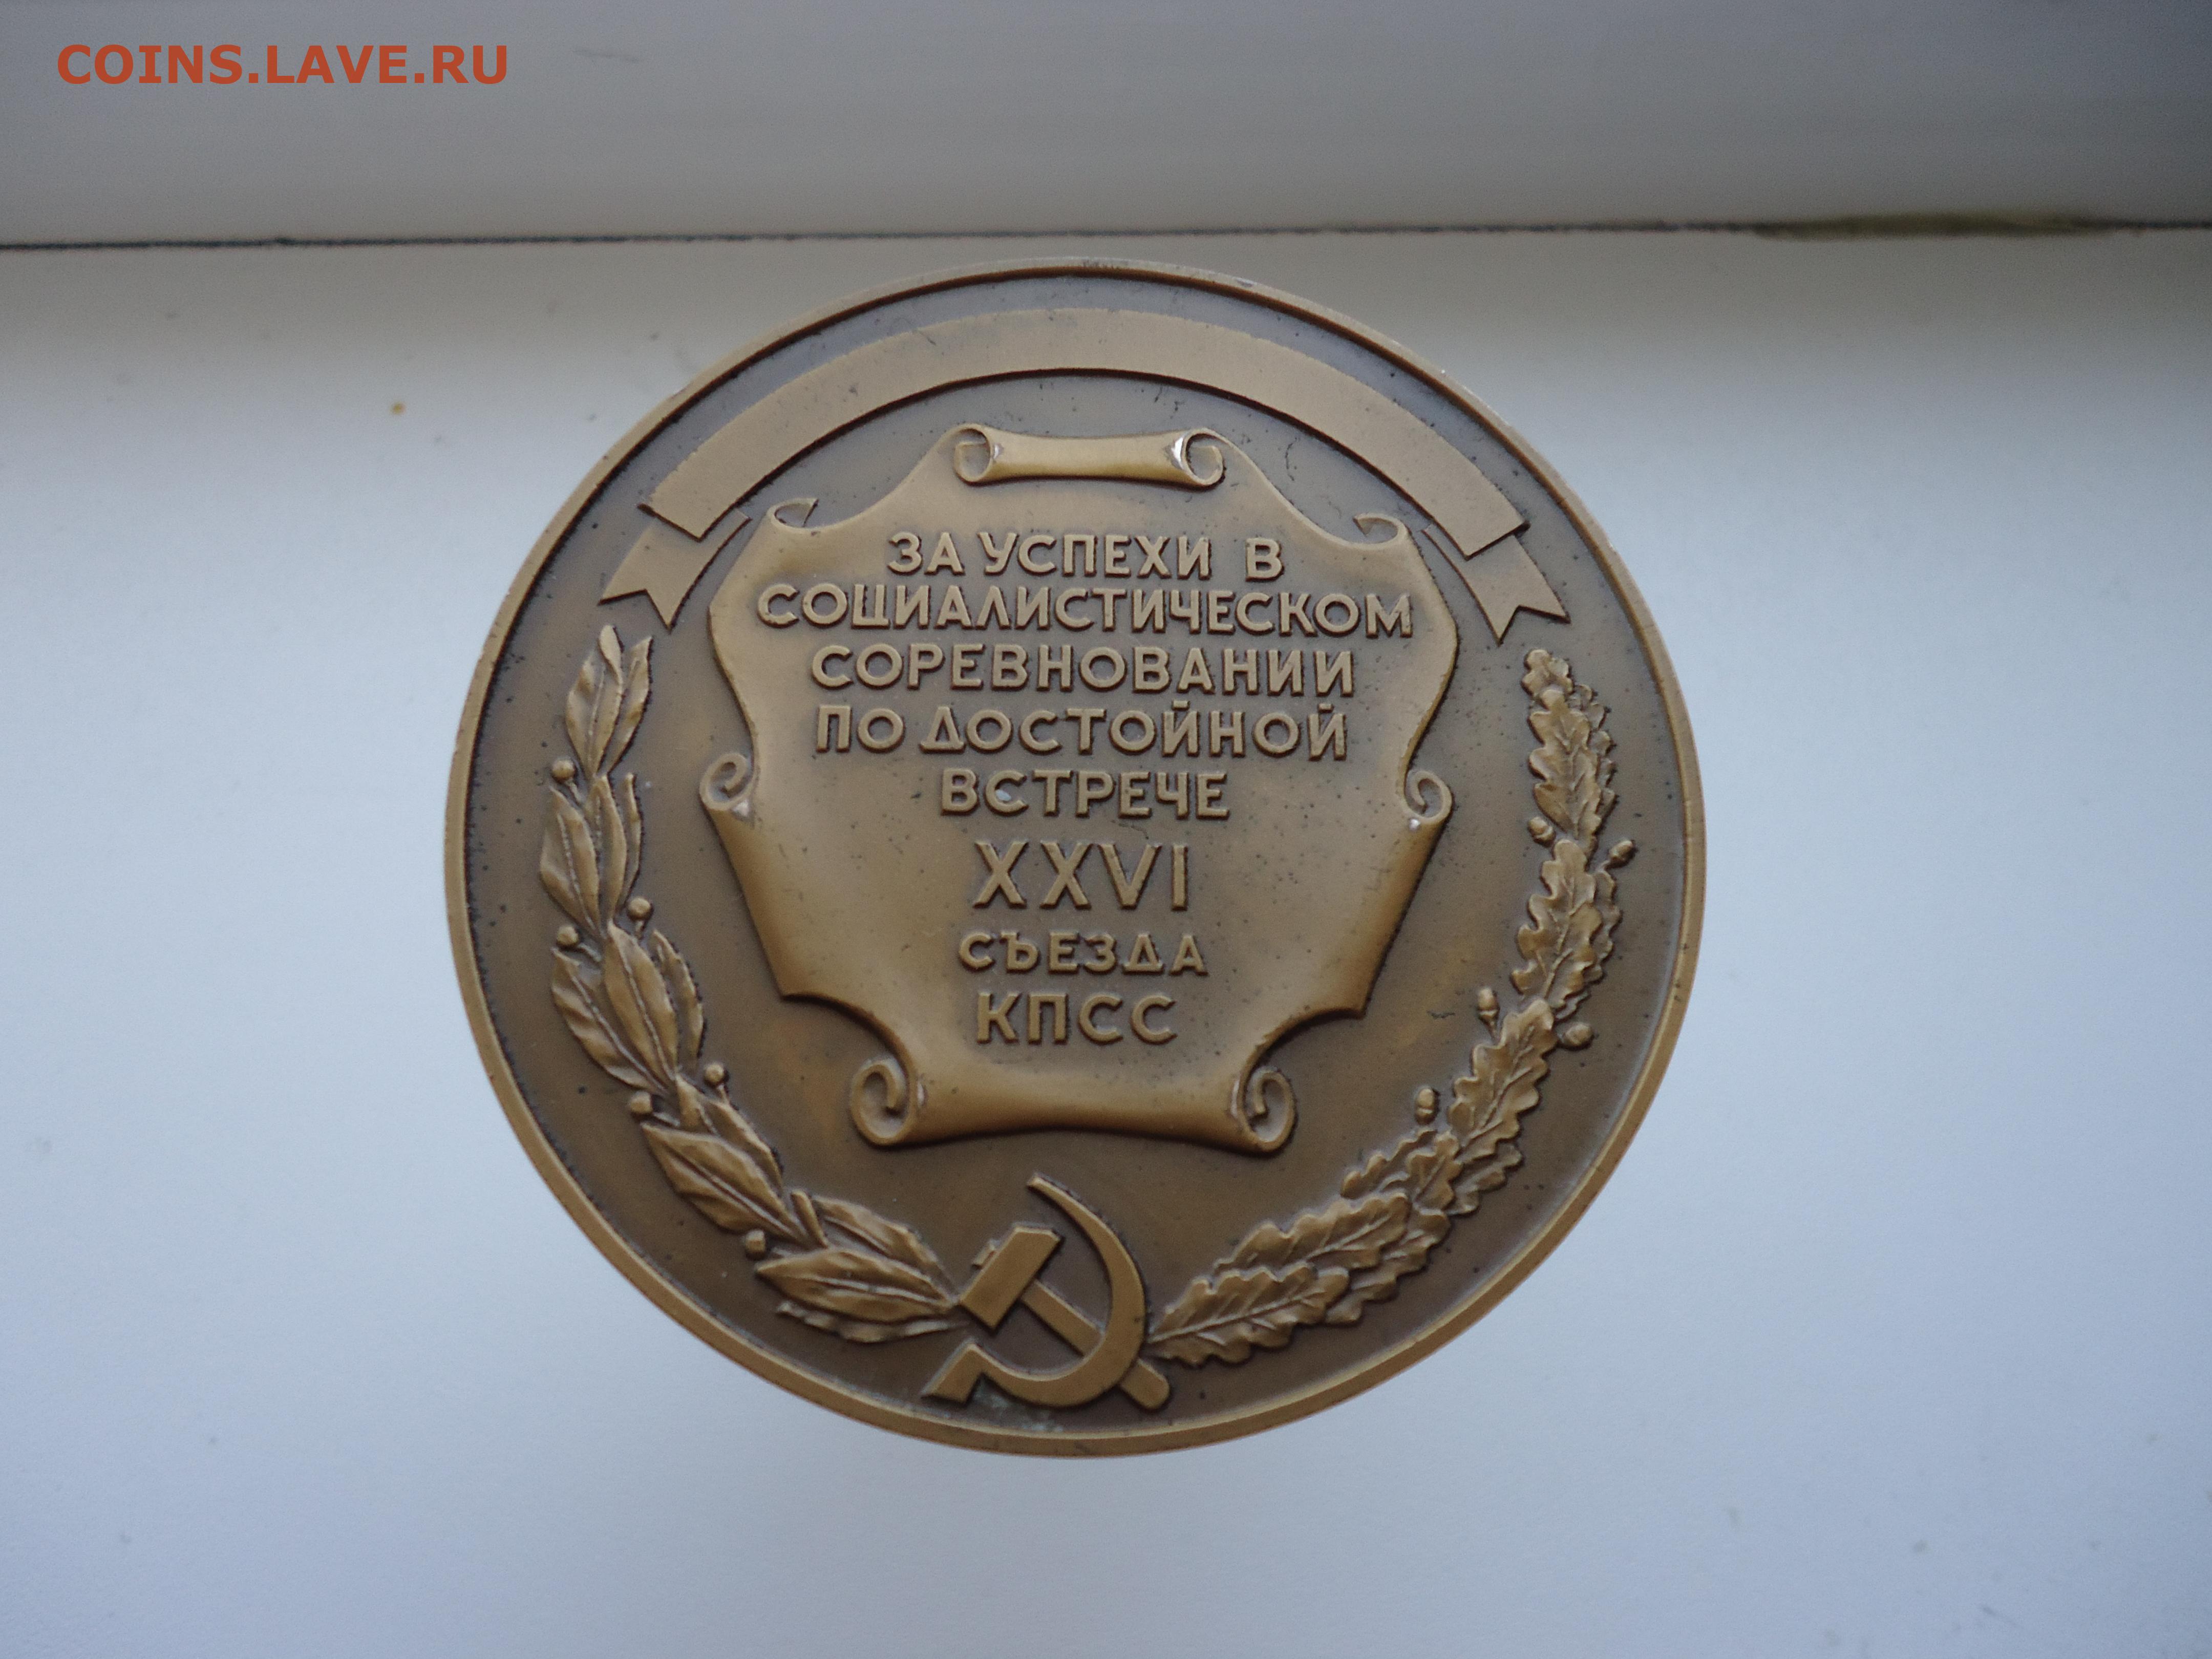 COINS.LAVE.RU
ЗА УСПЕХИ В
СОЦИАЛИСТИЧЕСКОМ
СОРЕВНОВАНИИ
ПО ДОСТОЙНОЙ
ВСТРЕЧЕ
XXVI
СЪЕЗДА
КПСС